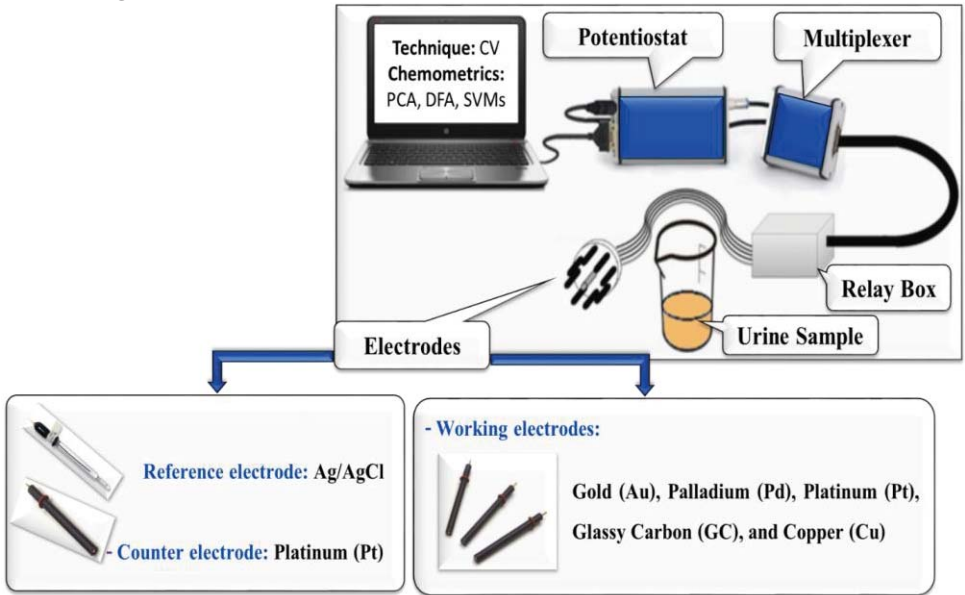 Technique: CV
Chemometrics:
PCA, DFA, SVMs
Potentiostat
Multiplexer
Relay Box
Urine Sample
Electrodes
Reference electrode: Ag/AgCl
- Counter electrode: Platinum (Pt)
- Working electrodes:
Gold (Au), Palladium (Pd), Platinum (Pt),
Glassy Carbon (GC), and Copper (Cu)